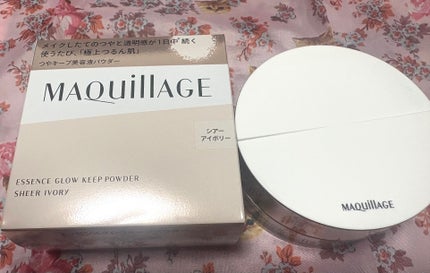 メイクしたてのつやと透明感が1日中*続く
使うたび、「極上つるん肌」
つやキープ美容液パウダー
MAQuillAGE
シアー
アイボリー
ESSENCE GLOW KEEP POWDER
SHEER IVORY
MAQuillAGE